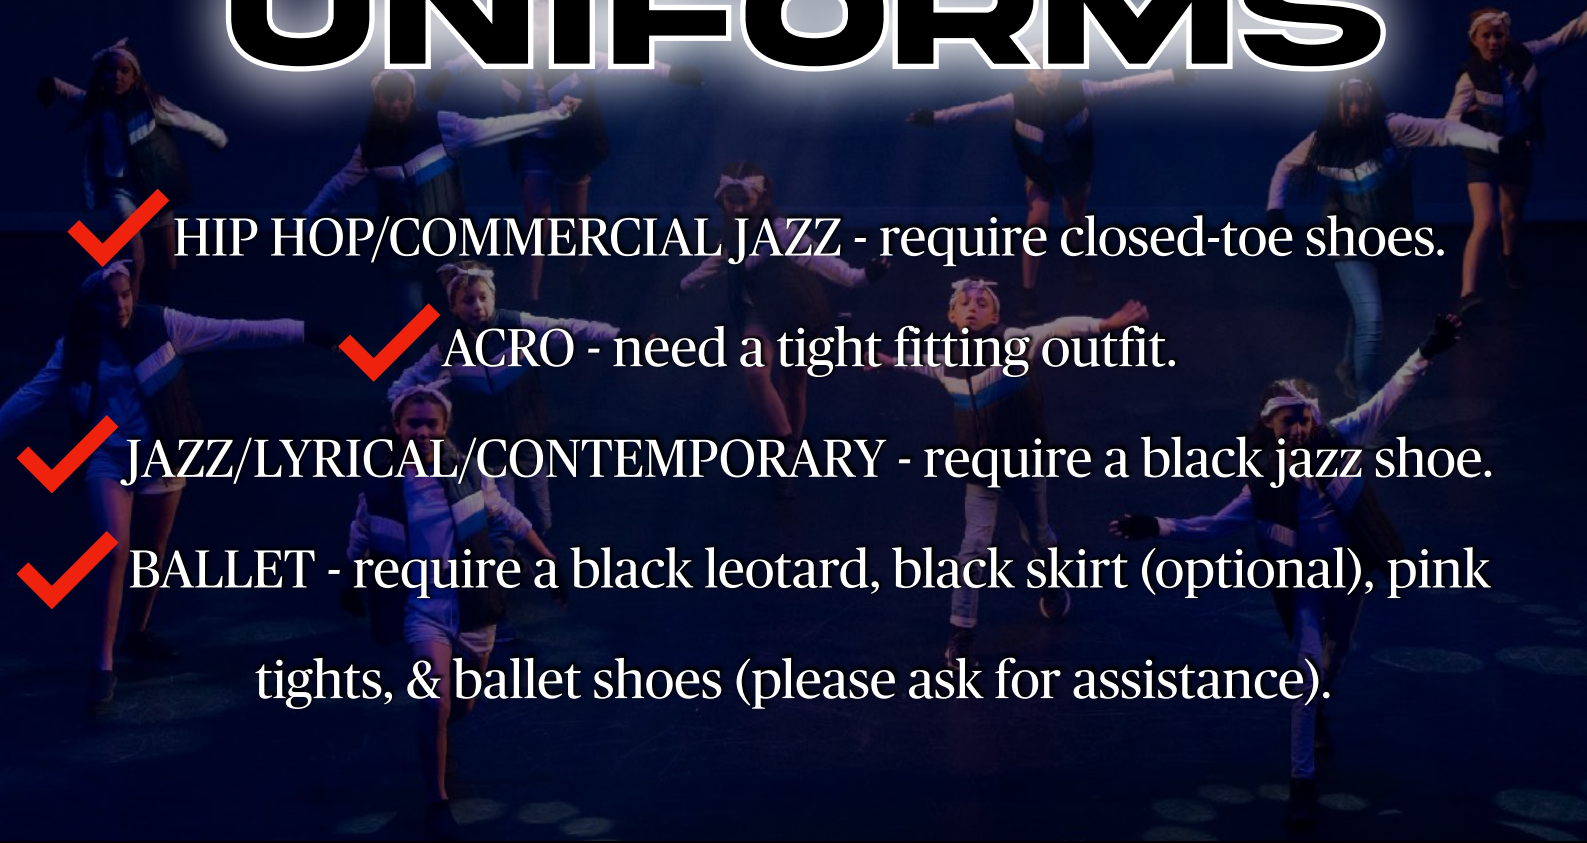 UNIFORMS
HIP HOP/COMMERCIAL JAZZ - require closed-toe shoes.
ACRO - need a tight fitting outfit.
JAZZ/LYRICAL/CONTEMPORARY - require a black jazz shoe.
BALLET - require a black leotard, black skirt (optional), pink
tights, & ballet shoes (please ask for assistance).